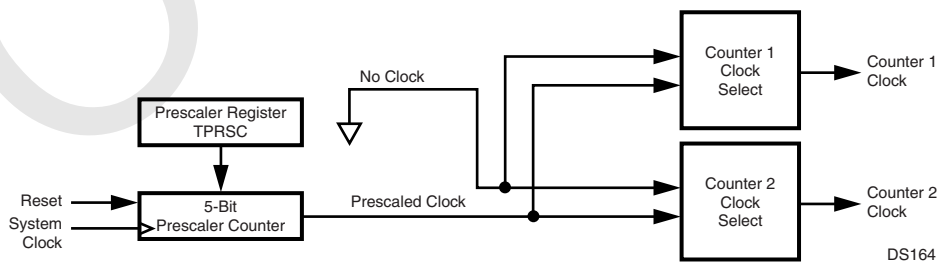 Counter 1
Clock
Select
Counter 1
Clock
No Clock
Prescaler Register
TPRSC
Reset
System
Clock
5-Bit
Prescaler Counter
Prescaled Clock
Counter 2
Clock
Select
Counter 2
Clock
DS164